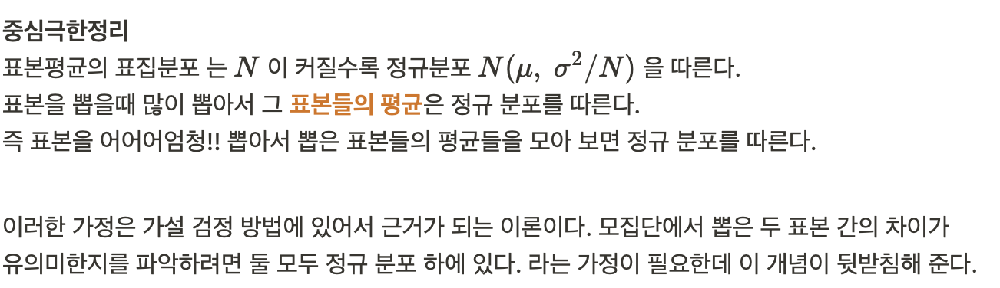 중심극한정리
표본평균의 표집분포 는 N 이 커질수록 정규분포 N(μ, σ²/N) 을 따른다.
표본을 뽑을때 많이 뽑아서 그 표본들의 평균은 정규 분포를 따른다.
즉 표본을 어어어엄청!! 뽑아서 뽑은 표본들의 평균들을 모아 보면 정규 분포를 따른다.
이러한 가정은 가설 검정 방법에 있어서 근거가 되는 이론이다. 모집단에서 뽑은 두 표본 간의 차이가
유의미한지를 파악하려면 둘 모두 정규 분포 하에 있다. 라는 가정이 필요한데 이 개념이 뒷받침해 준다.